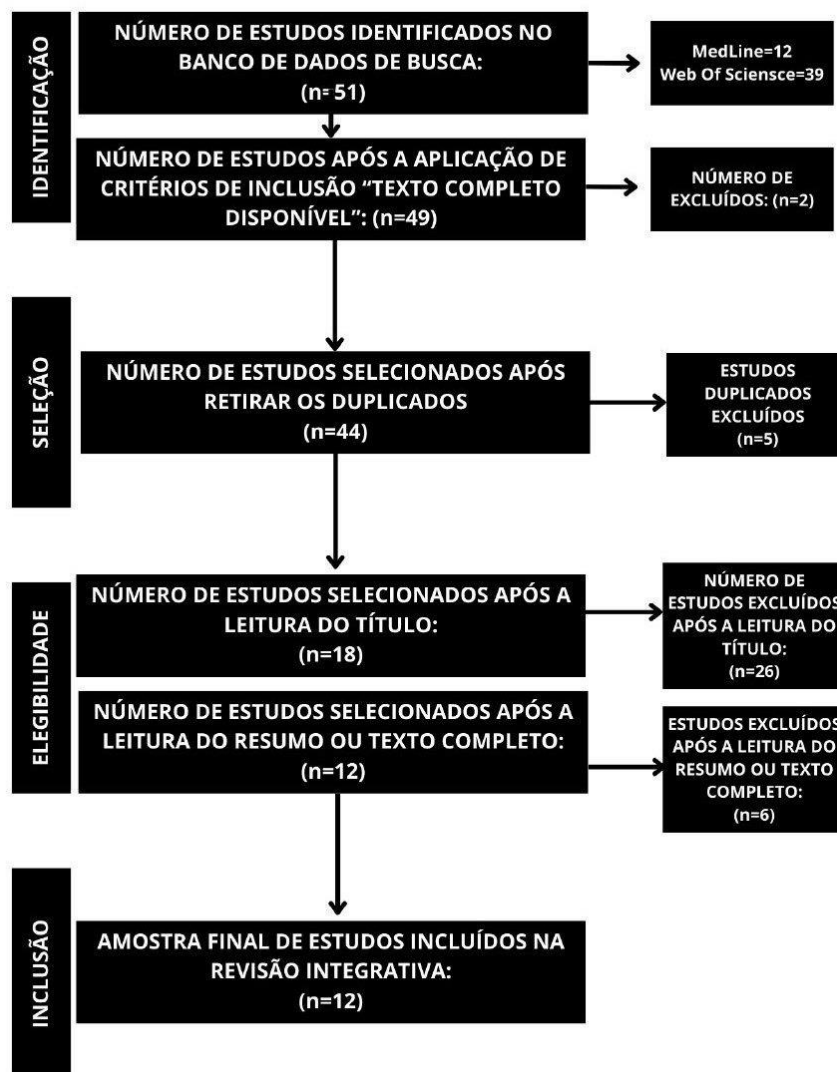 IDENTIFICAÇÃO
NÚMERO DE ESTUDOS IDENTIFICADOS NO
BANCO DE DADOS DE BUSCA:
(n=51)
MedLine=12
Web Of Sciensce=39
NÚMERO DE ESTUDOS APÓS A APLICAÇÃO DE
CRITÉRIOS DE INCLUSÃO “TEXTO COMPLETO
DISPONÍVEL”: (n=49)
NÚMERO DE
EXCLUÍDOS: (n=2)
SELEÇÃO
NÚMERO DE ESTUDOS SELECIONADOS APÓS
RETIRAR OS DUPLICADOS
(n=44)
ESTUDOS
DUPLICADOS
EXCLUÍDOS
(n=5)
ELEGIBILIDADE
NÚMERO DE ESTUDOS SELECIONADOS APÓS A
LEITURA DO TÍTULO:
(n=18)
NÚMERO DE
ESTUDOS EXCLUÍDOS
APÓS A LEITURA DO
TÍTULO:
(n=26)
NÚMERO DE ESTUDOS SELECIONADOS APÓS A
LEITURA DO RESUMO OU TEXTO COMPLETO:
(n=12)
ESTUDOS EXCLUÍDOS
APÓS A LEITURA DO
RESUMO OU TEXTO
COMPLETO:
(n=6)
INCLUSÃO
AMOSTRA FINAL DE ESTUDOS INCLUÍDOS NA
REVISÃO INTEGRATIVA:
(n=12)